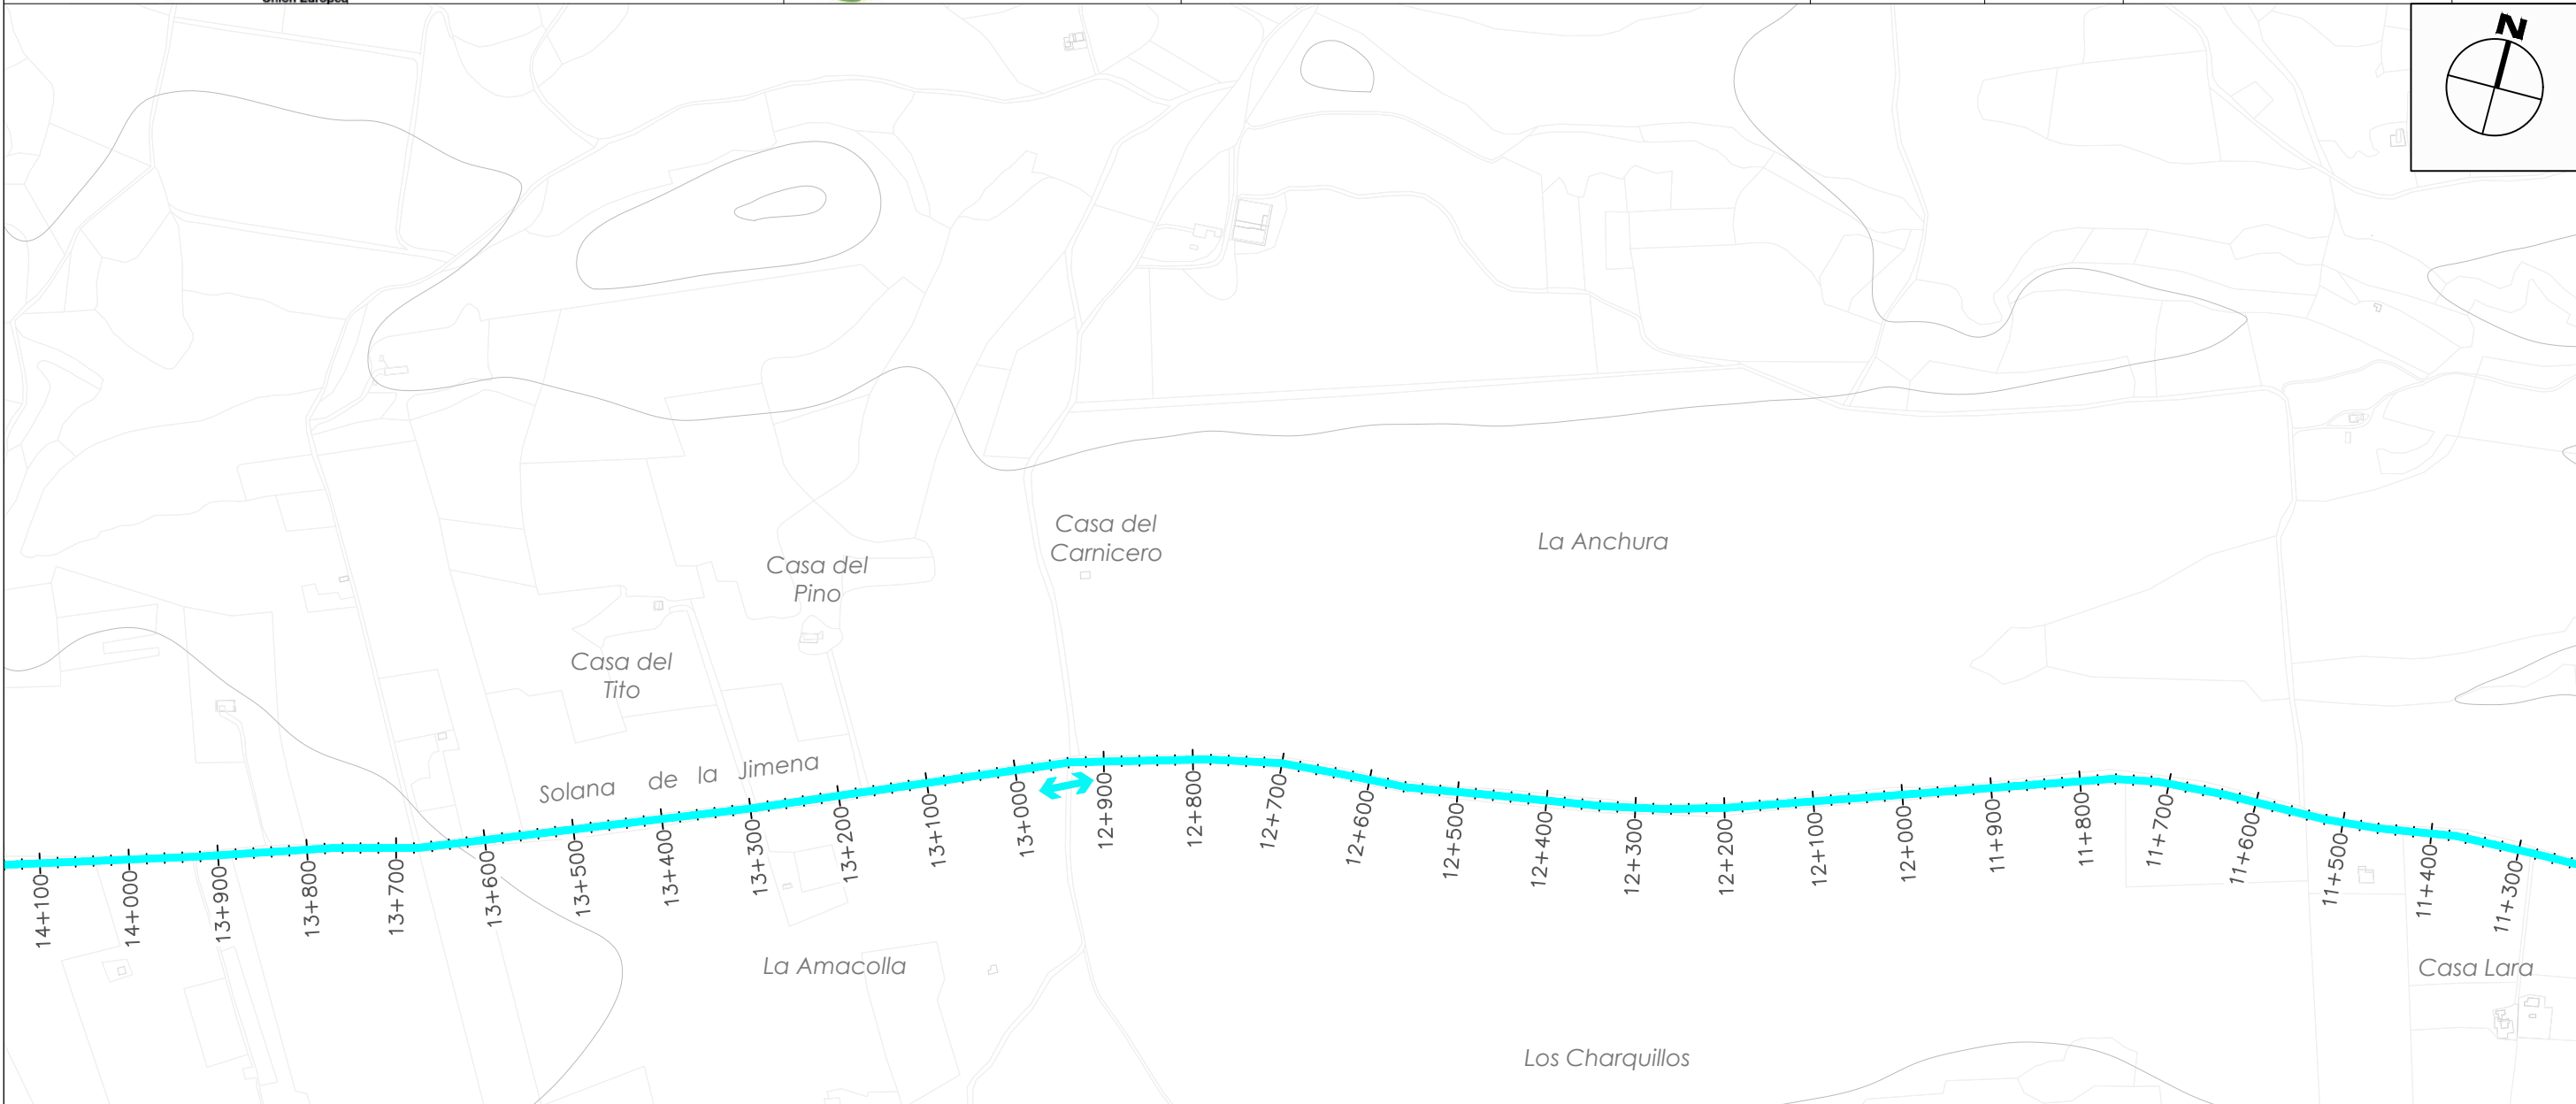 Unión Europea
N
Casa del
Carnicero
La Anchura
Casa del
Pino
Casa del
Tito
Solana de la Jimena
14+100
14+000
13+900
13+800
13+700
13+600
13+500
13+400
13+300
13+200
13+100
13+000
12+900
12+800
12+700
12+600
12+500
12+400
12+300
12+200
12+100
12+000
11+900
11+800
11+700
11+600
11+500
11+400
11+300
La Amacolla
Casa Lara
Los Charquillos